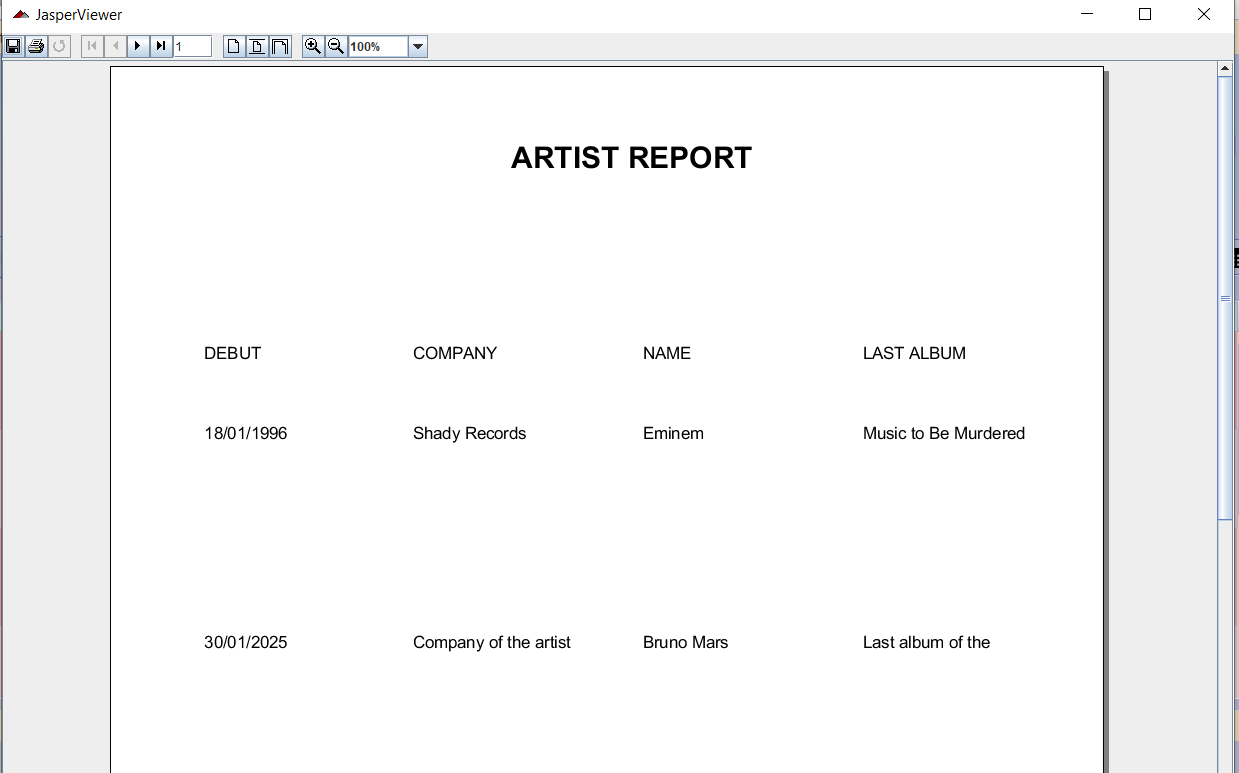 JasperViewer
1 100%
ARTIST REPORT
DEBUT COMPANY NAME LAST ALBUM
18/01/1996 Shady Records Eminem Music to Be Murdered
30/01/2025 Company of the artist Bruno Mars Last album of the